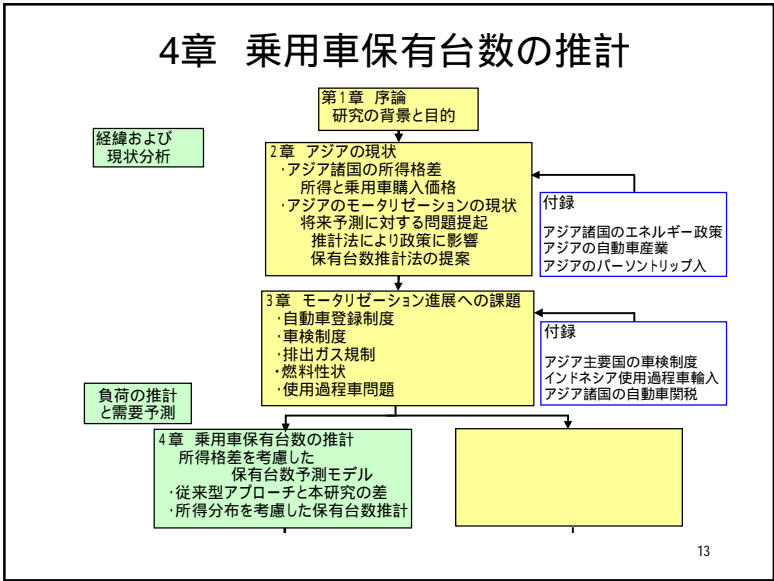 4章 乗用車保有台数の推計
第1章 序論
研究の背景と目的
経緯および
現状分析
2章 アジアの現状
・アジア諸国の所得格差
所得と乗用車購入価格
・アジアのモータリゼーションの現状
将来予測に対する問題提起
推計法により政策に影響
保有台数推計法の提案
付録
アジア諸国のエネルギー政策
アジアの自動車産業
アジアのパーソントリップ入
3章 モータリゼーション進展への課題
・自動車登録制度
・車検制度
・排出ガス規制
・燃料性状
・使用過程車問題
付録
アジア主要国の車検制度
インドネシア使用過程車輸入
アジア諸国の自動車関税
負荷の推計
と需要予測
4章 乗用車保有台数の推計
所得格差を考慮した
保有台数予測モデル
・従来型アプローチと本研究の差
・所得分布を考慮した保有台数推計
13